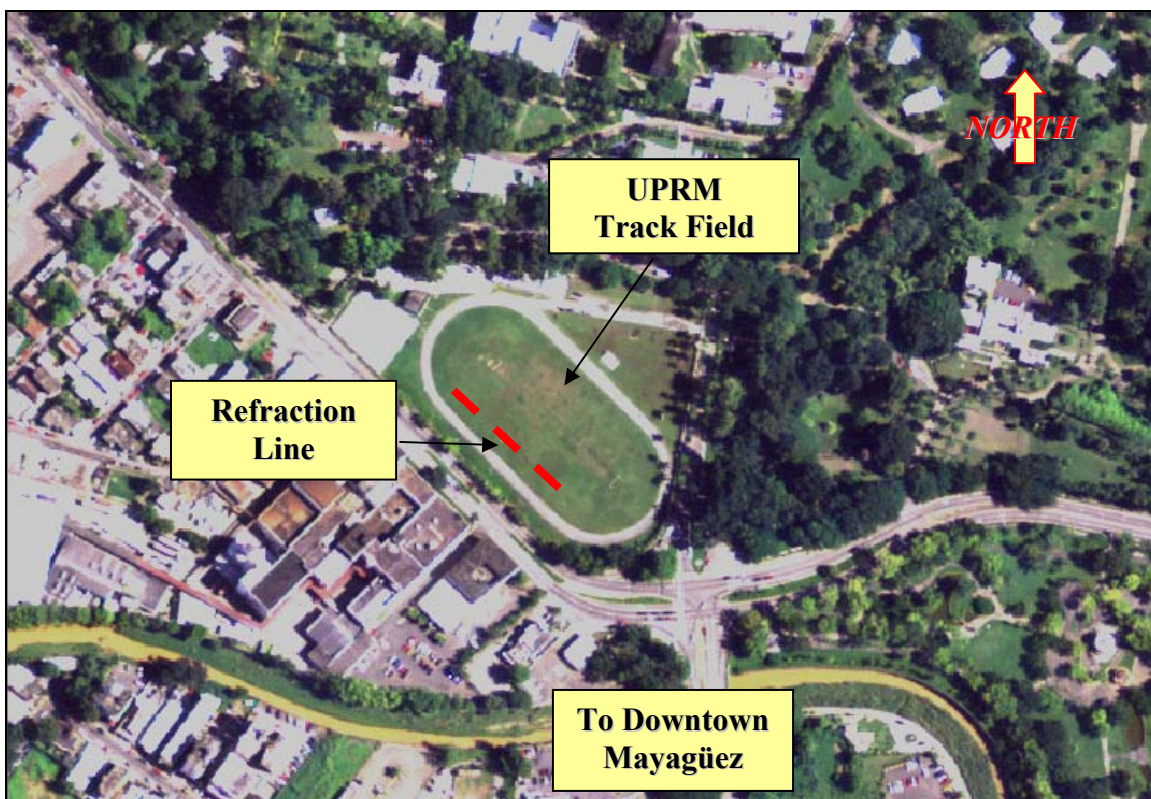 NORTH
UPRM
Track Field
Refraction
Line
To Downtown
Mayagüez